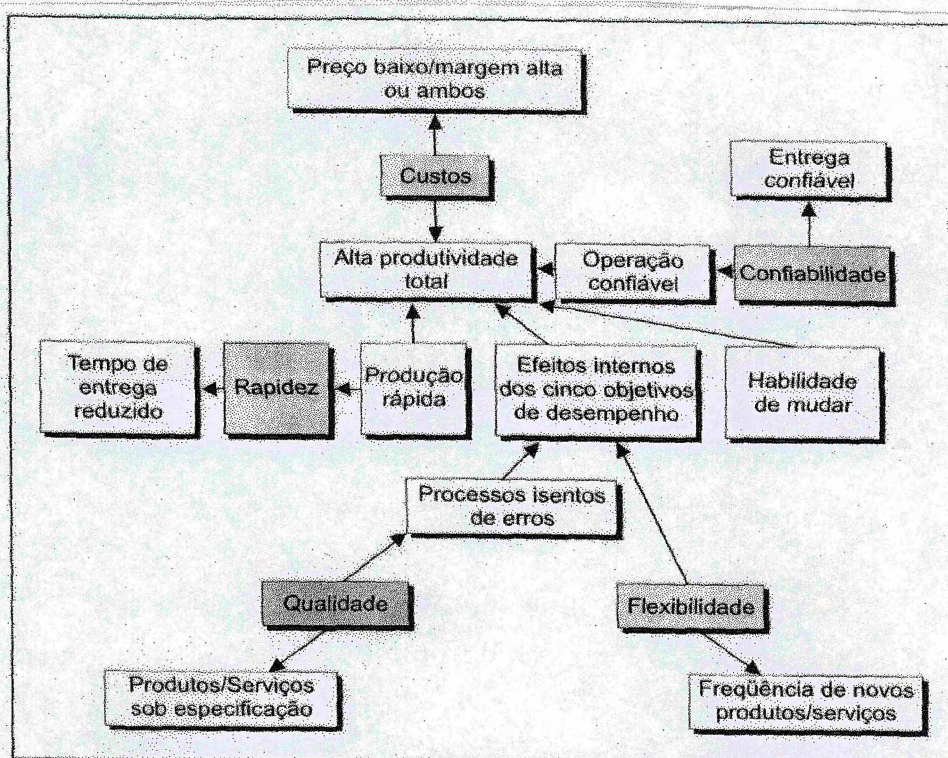 Preço baixo/margem alta
ou ambos
Custos
Entrega
confiável
Alta produtividade
total
Operação
confiável
Confiabilidade
Tempo de
entrega
reduzido
Rapidez
Produção
rápida
Efeitos internos
dos cinco objetivos
de desempenho
Habilidade
de mudar
Processos isentos
de erros
Qualidade
Flexibilidade
Produtos/Serviços
sob especificação
Freqüência de novos
produtos/serviços